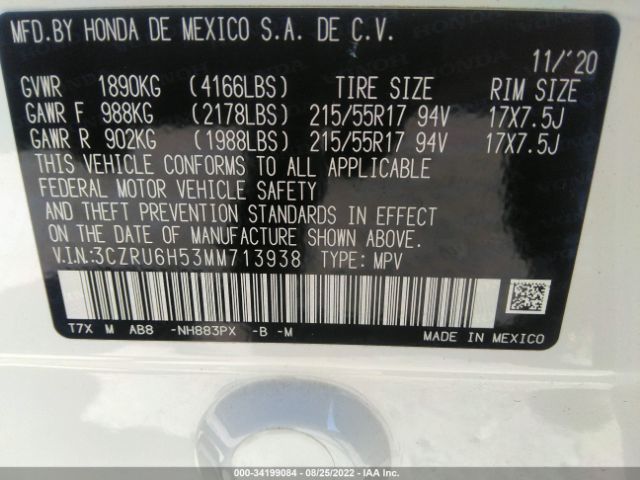 MFD.BY HONDA DE MEXICO S.A. DE C.V.
11/'20
GVWR 1890KG (4166LBS) TIRE SIZE RIM SIZE
GAWR F 988KG (2178LBS) 215/55R17 94V 17X7.5J
GAWR R 902KG (1988LBS) 215/55R17 94V 17X7.5J
THIS VEHICLE CONFORMS TO ALL APPLICABLE
FEDERAL MOTOR VEHICLE SAFETY
AND THEFT PREVENTION STANDARDS IN EFFECT
ON THE DATE OF MANUFACTURE SHOWN ABOVE.
V.I.N:3CZRU6H53MM713938 TYPE: MPV
T7X M AB8 -NH883PX -B -M
MADE IN MEXICO
000-34199084 - 08/25/2022 - IAA Inc.